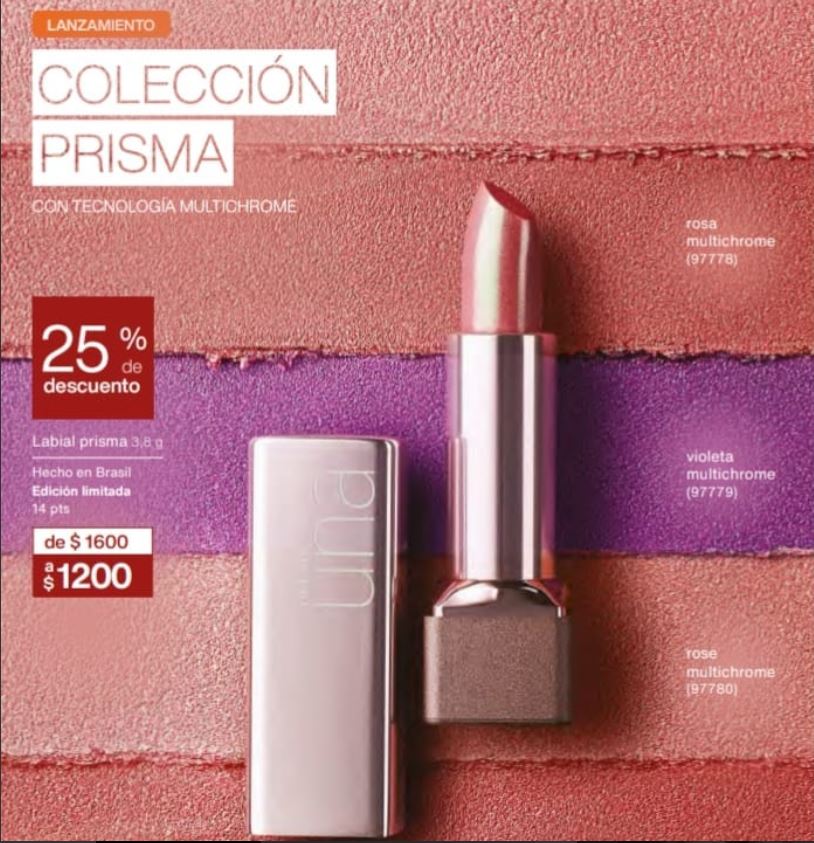 LANZAMIENTO
COLECCIÓN
PRISMA
CON TECNOLOGÍA MULTICHROME
rosa
multichrome
(97778)
25 %
de
descuento
Labial prisma 3,8 g
Hecho en Brasil
Edición limitada
14 pts
de $ 1600
a
$ 1200
violeta
multichrome
(97779)
una
rose
multichrome
(97780)